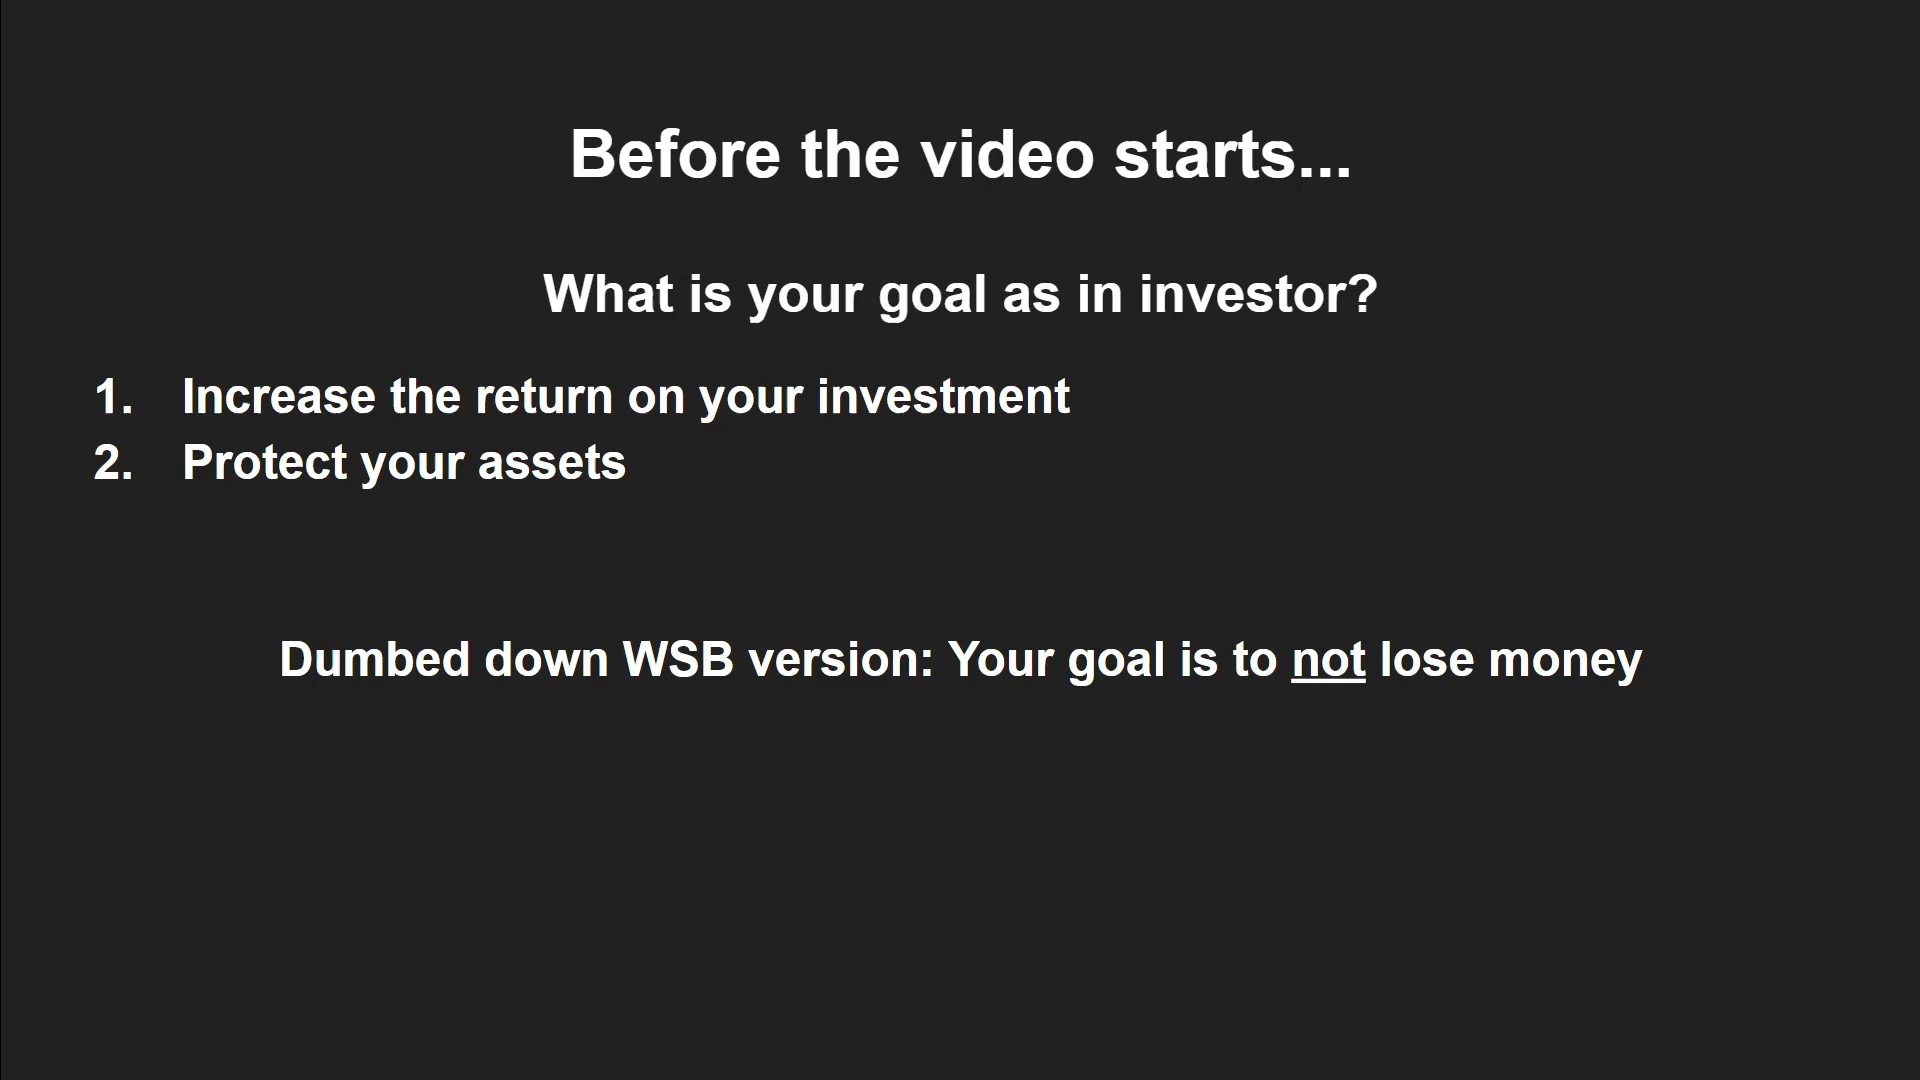 Before the video starts...
What is your goal as in investor?
1. Increase the return on your investment
2. Protect your assets
Dumbed down WSB version: Your goal is to not lose money